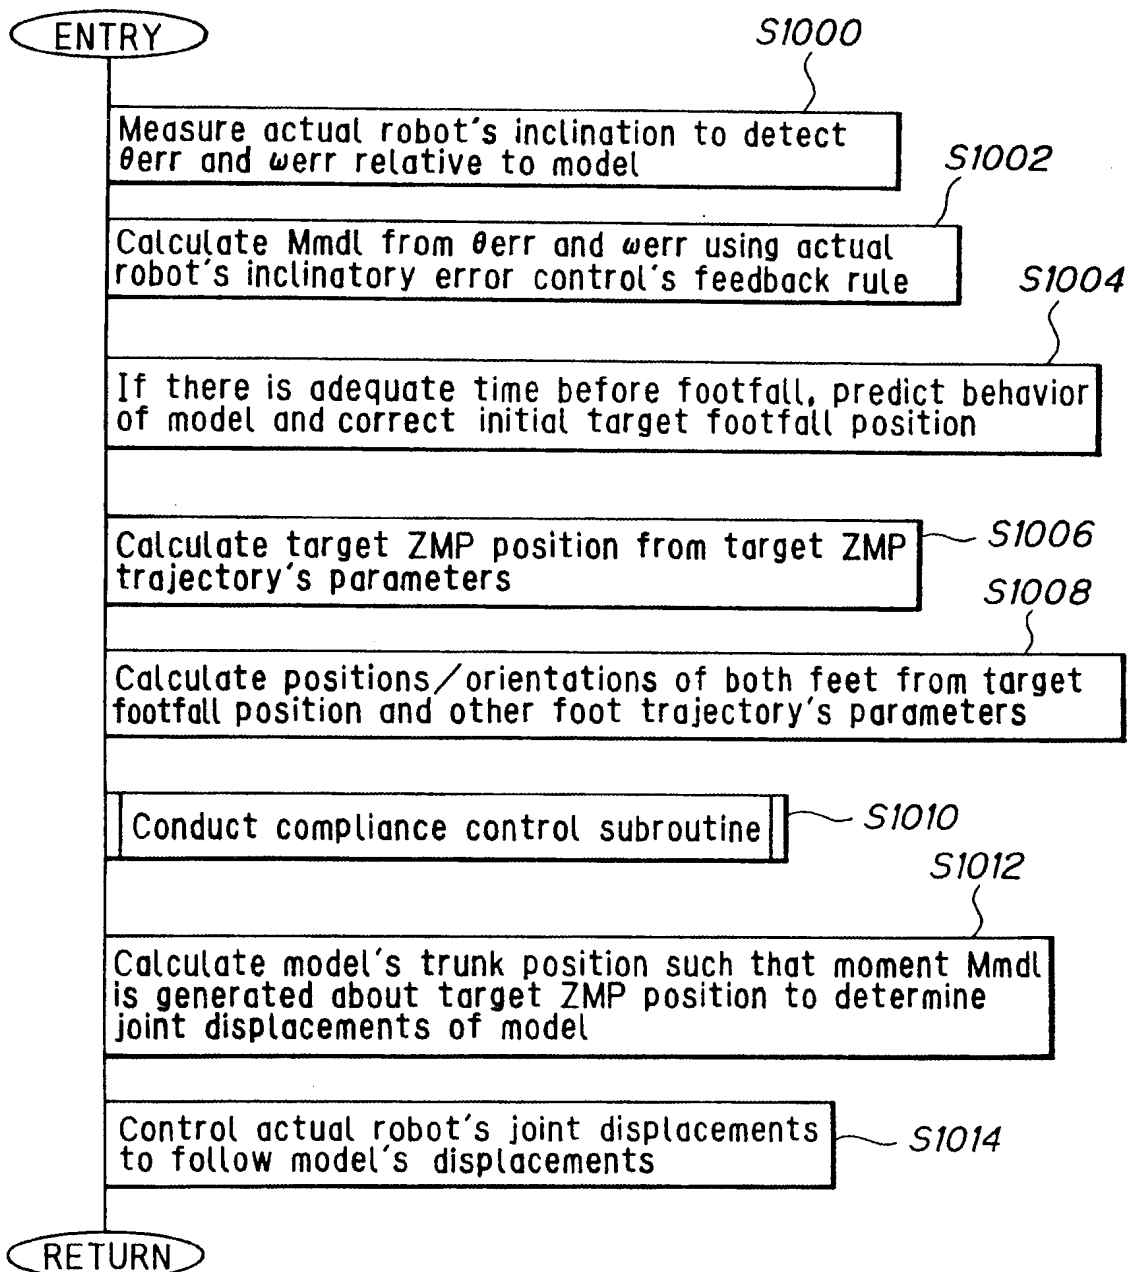 ENTRY
S1000
Measure actual robot's inclination to detect
θerr and ωerr relative to model
S1002
Calculate Mmdl from θerr and ωerr using actual
robot's inclinatory error control's feedback rule
S1004
If there is adequate time before footfall, predict behavior
of model and correct initial target footfall position
Calculate target ZMP position from target ZMP
trajectory's parameters
S1006
S1008
Calculate positions/orientations of both feet from target
footfall position and other foot trajectory's parameters
Conduct compliance control subroutine
S1010
S1012
Calculate model's trunk position such that moment Mmdl
is generated about target ZMP position to determine
joint displacements of model
Control actual robot's joint displacements
to follow model's displacements
S1014
RETURN